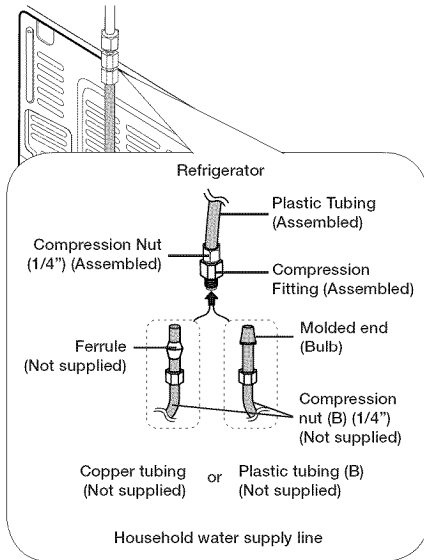 Refrigerator
Plastic Tubing
(Assembled)
Compression Nut
(1/4") (Assembled)
Compression
Fitting (Assembled)
Ferrule
(Not supplied)
Molded end
(Bulb)
Compression
nut (B) (1/4")
(Not supplied)
Copper tubing
(Not supplied)
or
Plastic tubing (B)
(Not supplied)
Household water supply line